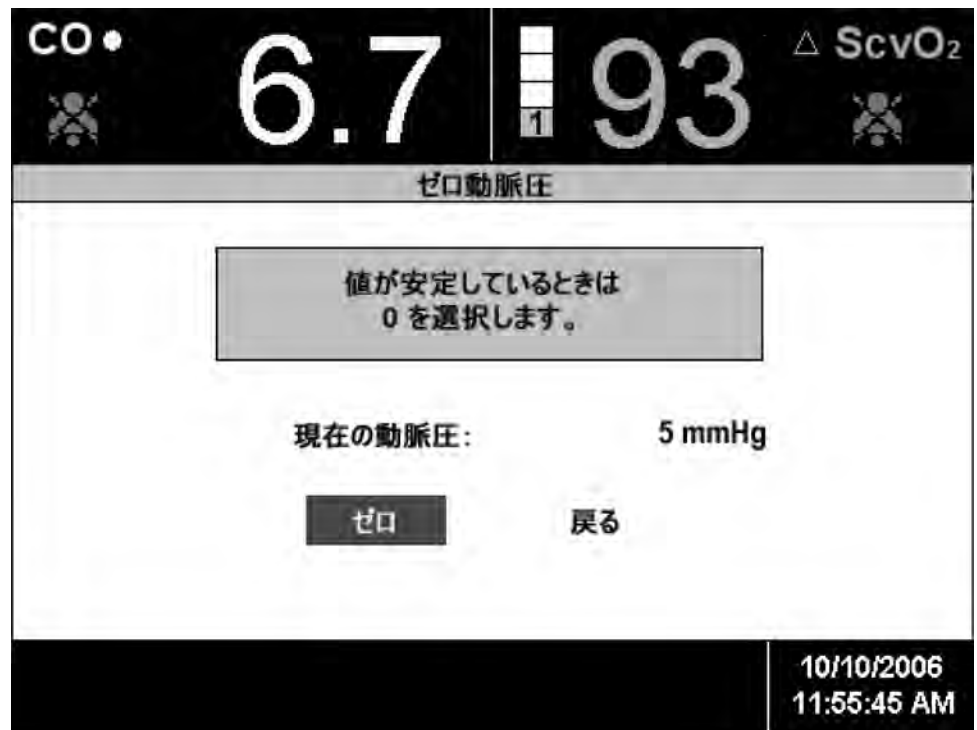 CO
6.7
1
93
△ ScvO₂
ゼロ動脈圧
値が安定しているときは
0 を選択します。
現在の動脈圧: 5 mmHg
ゼロ 戻る
10/10/2006
11:55:45 AM